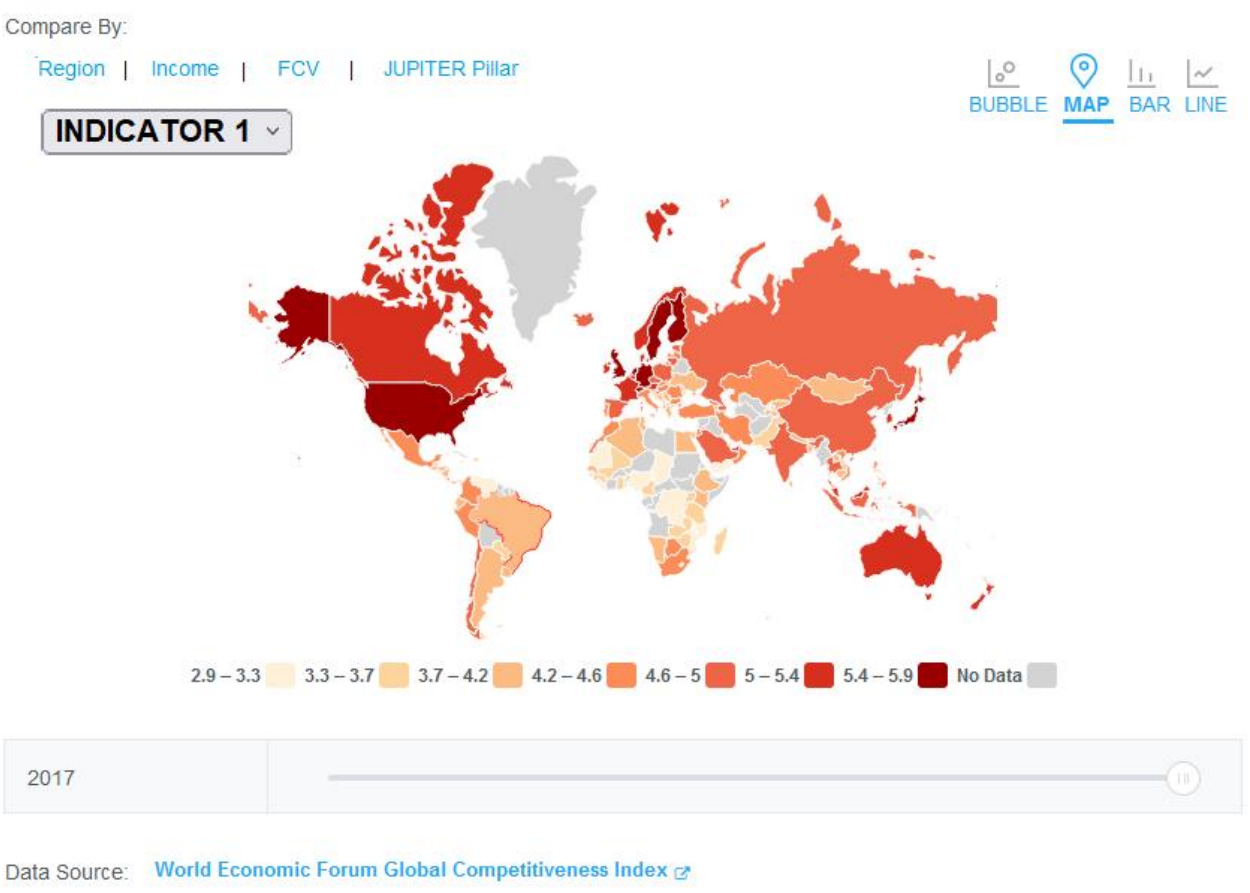 Compare By:
Region | Income | FCV | JUPITER Pillar
BUBBLE MAP BAR LINE
INDICATOR 1
2.9 – 3.3 3.3 – 3.7 3.7 – 4.2 4.2 – 4.6 4.6 – 5 5 – 5.4 5.4 – 5.9 No Data
2017
Data Source: World Economic Forum Global Competitiveness Index